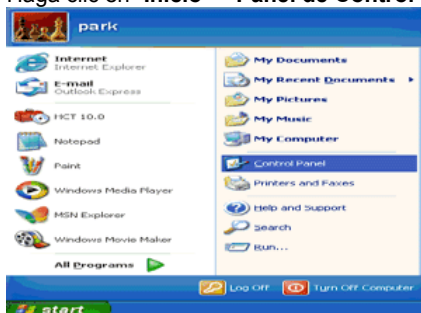 Haga clic en "Inicio" "Panel de Control"
park
Internet
Internet Explorer
E-mail
Outlook Express
HCT 10.0
Notepad
Paint
Windows Media Player
MSN Explorer
Windows Movie Maker
All Programs
My Documents
My Recent Documents
My Pictures
My Music
My Computer
Control Panel
Printers and Faxes
Help and Support
Search
Run...
Log Off
Turn Off Computer
start